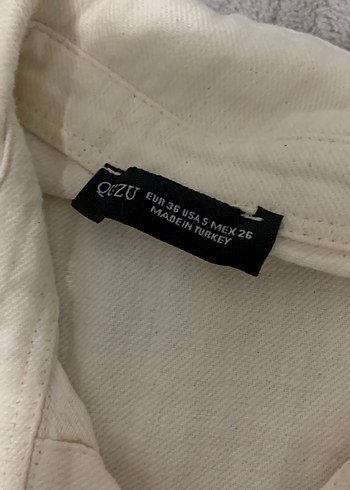 QUZU EUR 36 USA S MEX 26
MADE IN TURKEY